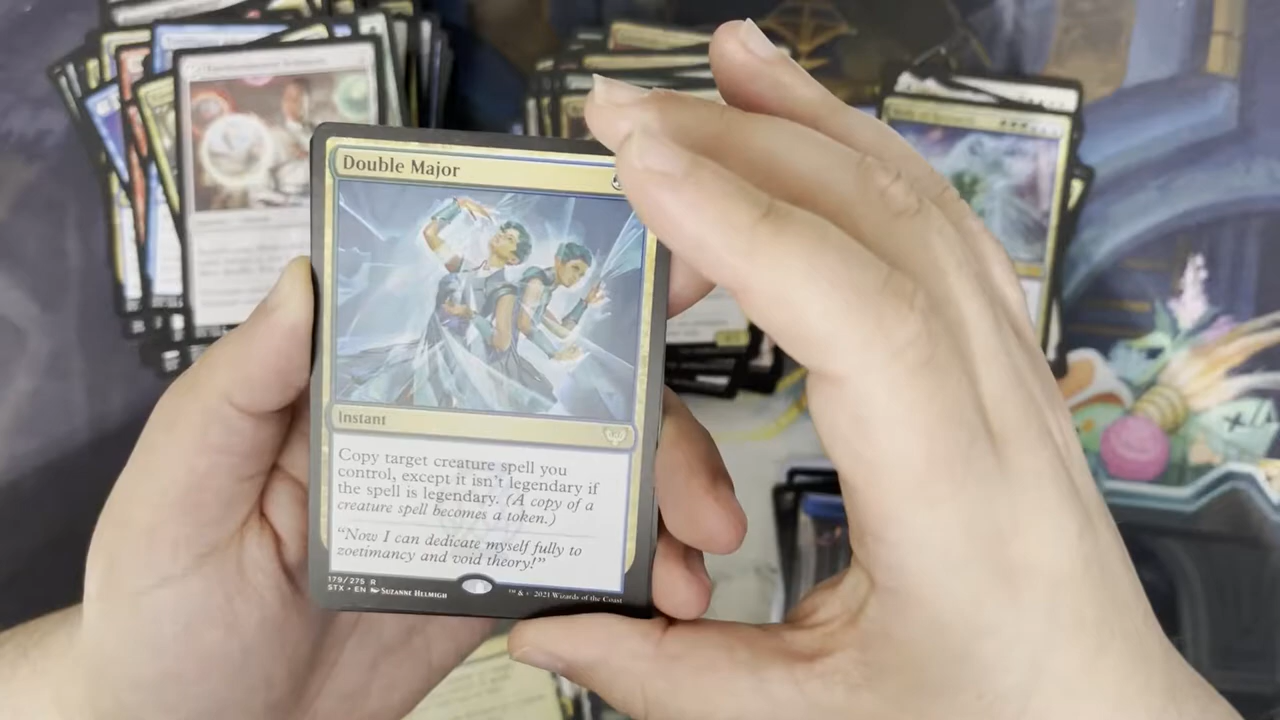 Double Major
Instant
Copy target creature spell you
control, except it isn't legendary if
the spell is legendary. (A copy of a
creature spell becomes a token.)
"Now I can dedicate myself fully to
zoetimancy and void theory!"
179/275 R
STX • EN SUZANNE HELMIGH
™ & © 2021 Wizards of the Coast